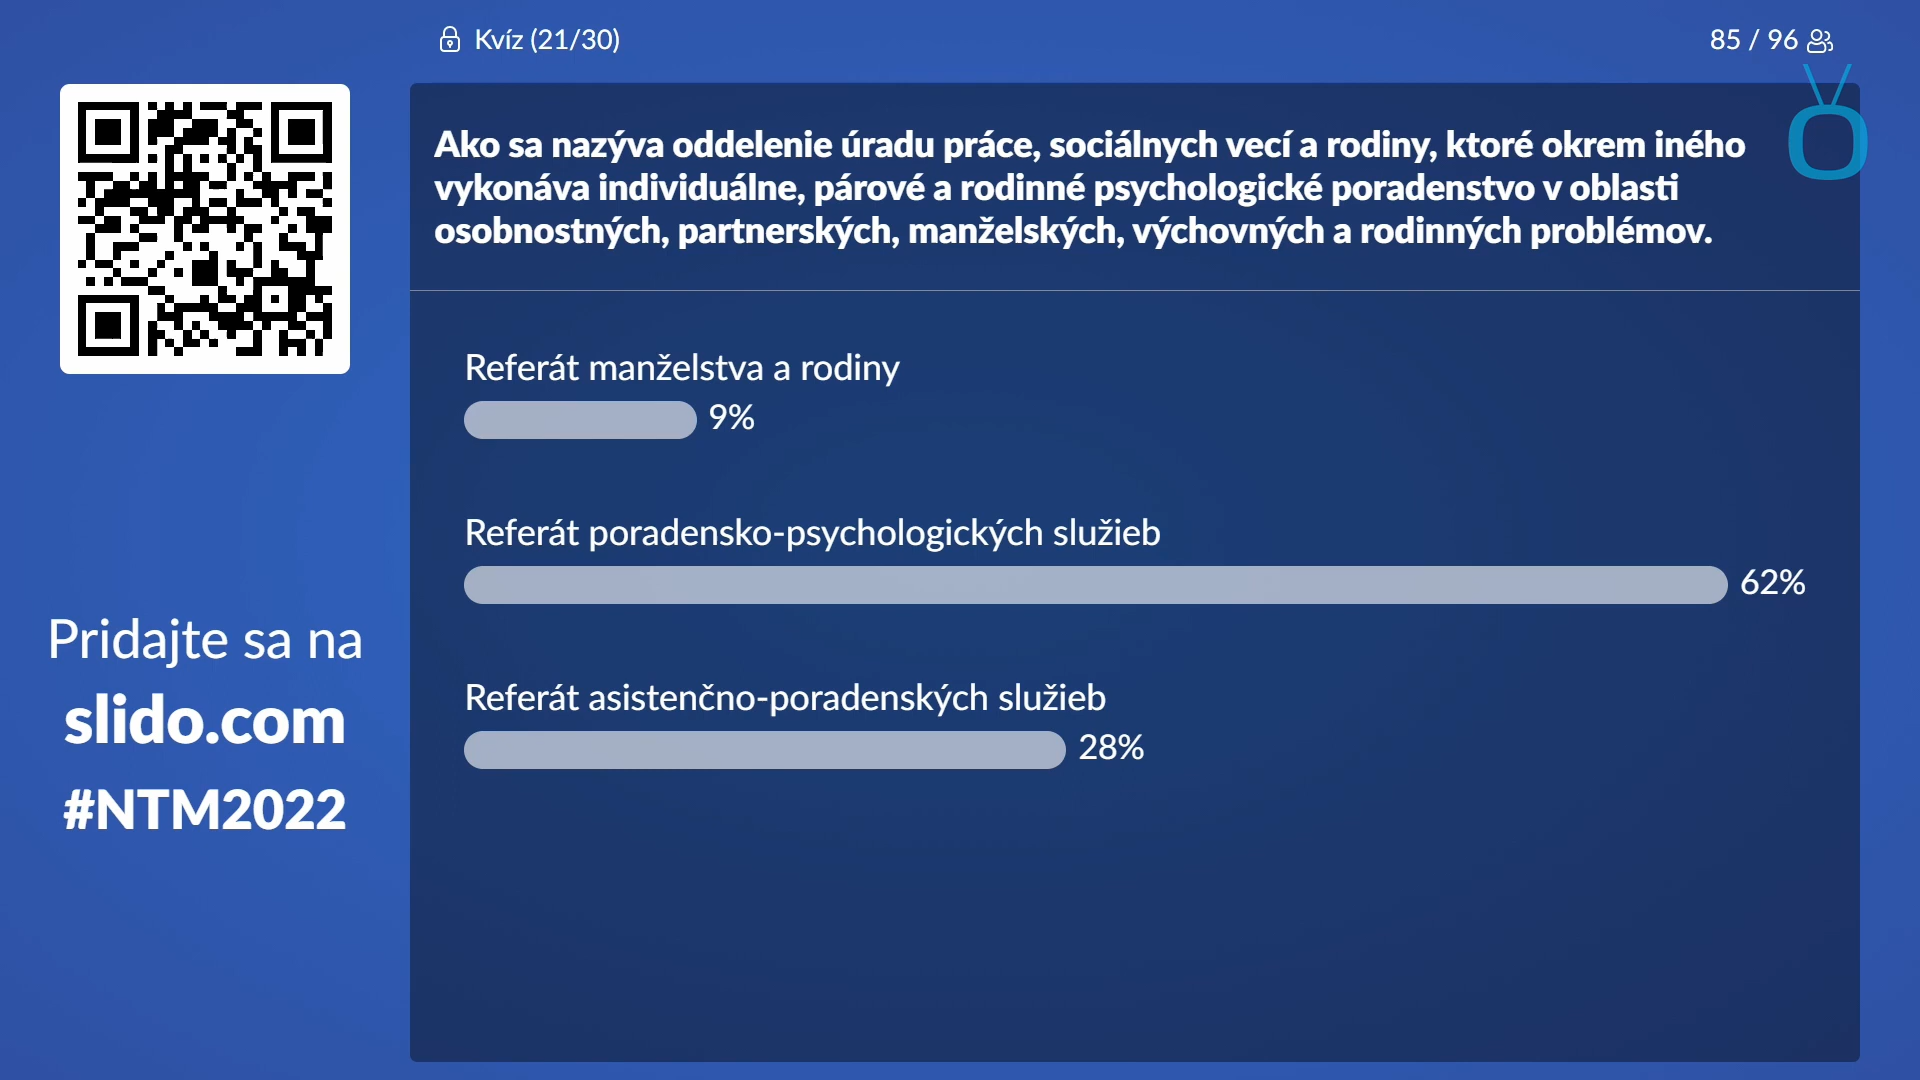 Kvíz (21/30)
85 / 96
Ako sa nazýva oddelenie úradu práce, sociálnych vecí a rodiny, ktoré okrem iného
vykonáva individuálne, párové a rodinné psychologické poradenstvo v oblasti
osobnostných, partnerských, manželských, výchovných a rodinných problémov.
Referát manželstva a rodiny
9%
Referát poradensko-psychologických služieb
62%
Referát asistenčno-poradenských služieb
28%
Pridajte sa na
slido.com
#NTM2022